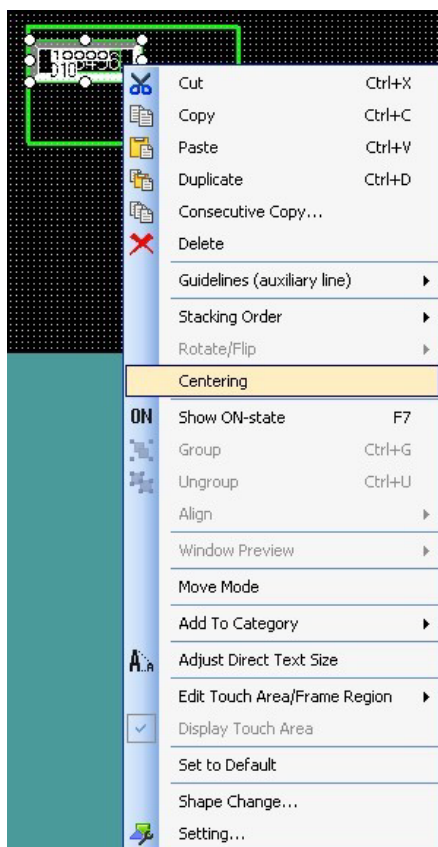 D10
Cut Ctrl+X
Copy Ctrl+C
Paste Ctrl+V
Duplicate Ctrl+D
Consecutive Copy...
Delete
Guidelines (auxiliary line)
Stacking Order
Rotate/Flip
Centering
ON Show ON-state F7
Group Ctrl+G
Ungroup Ctrl+U
Align
Window Preview
Move Mode
Add To Category
Adjust Direct Text Size
Edit Touch Area/Frame Region
Display Touch Area
Set to Default
Shape Change...
Setting...